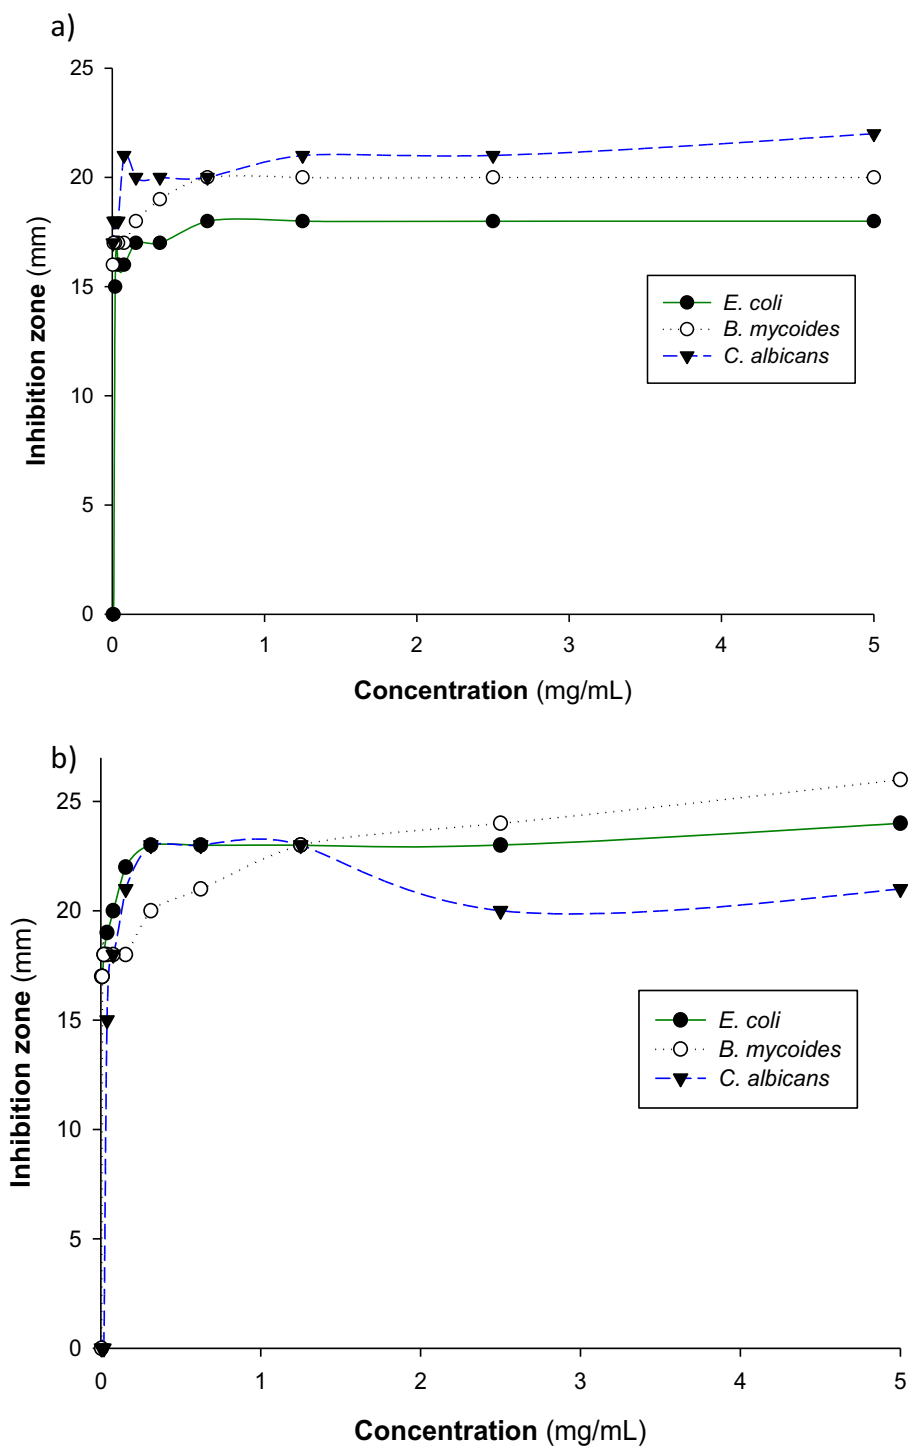 a)
25
20
15
10
5
0
Inhibition zone (mm)
E. coli
B. mycoides
C. albicans
0 1 2 3 4 5
Concentration (mg/mL)
b)
25
20
15
10
5
0
Inhibition zone (mm)
E. coli
B. mycoides
C. albicans
0 1 2 3 4 5
Concentration (mg/mL)